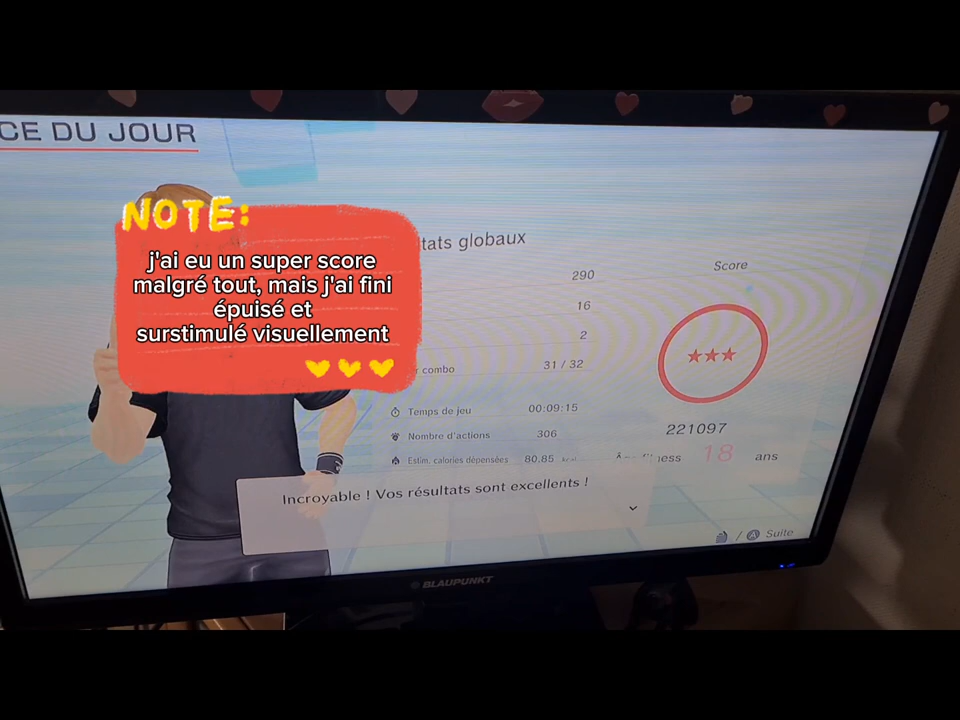 CE DU JOUR
NOTE:
j'ai eu un super score
malgré tout, mais j'ai fini
épuisé et
surstimulé visuellement
ltats globaux
290
16
2
r combo 31 / 32
Temps de jeu 00:09:15
Nombre d'actions 306
Estim. calories dépensées 80.85
Score
★★★
221097
ness 18 ans
Incroyable ! Vos résultats sont excellents !
/ A Suite
BLAUPUNKT